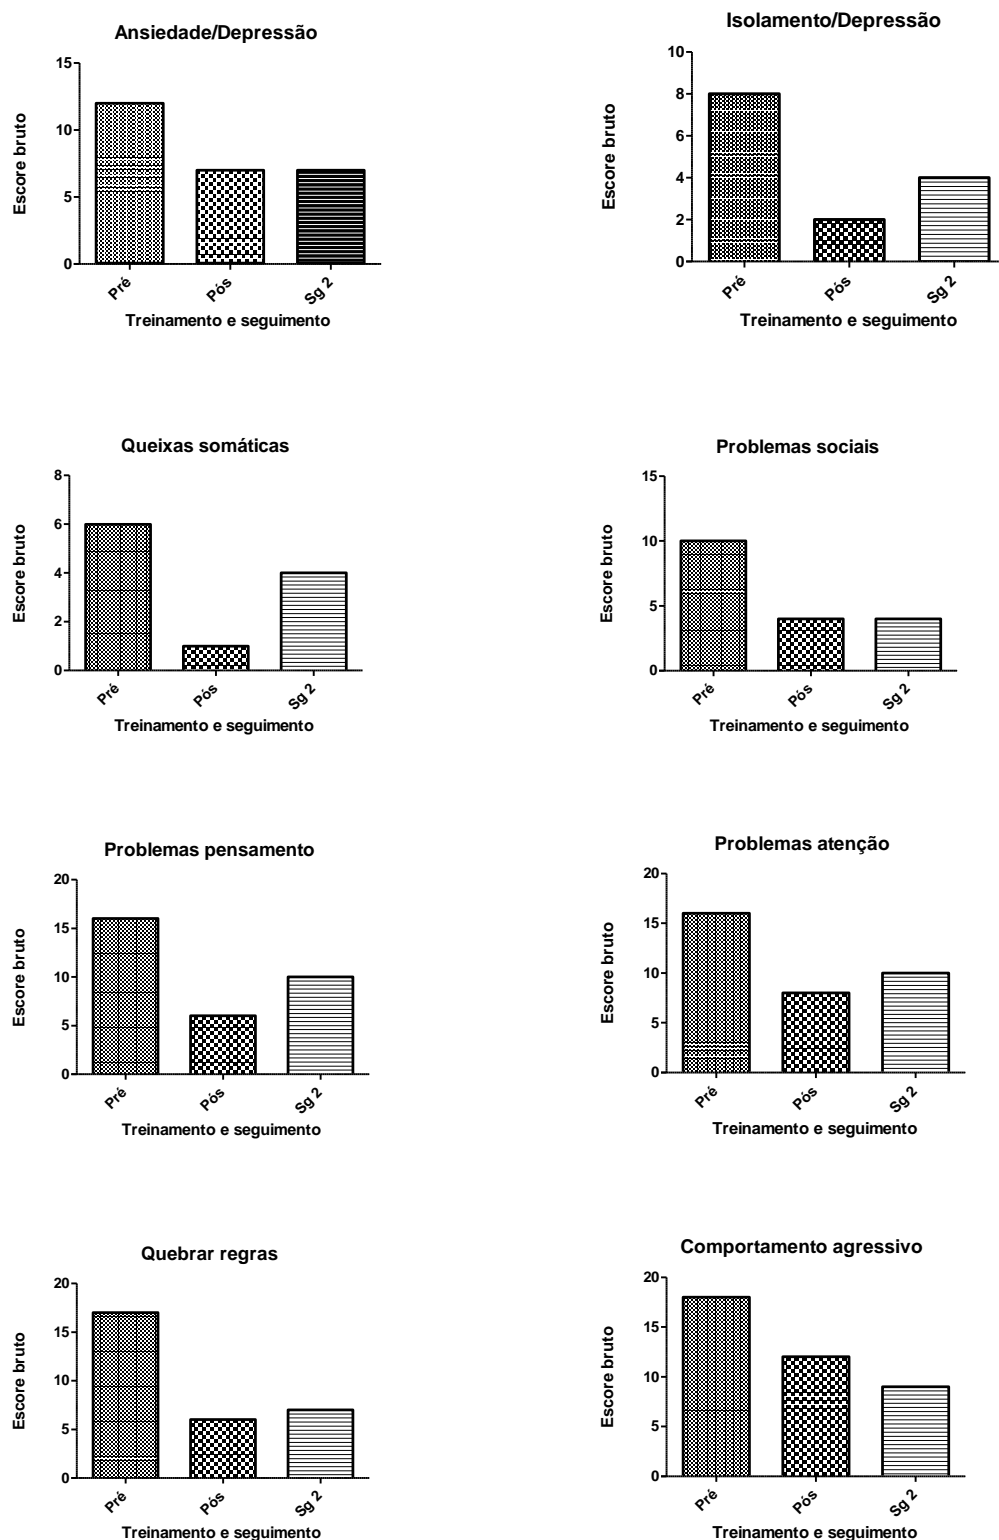 Ansiedade/Depressão
15
10
5
0
Escore bruto
Pré
Pós
Sg 2
Treinamento e seguimento
Isolamento/Depressão
10
8
6
4
2
0
Escore bruto
Pré
Pós
Sg 2
Treinamento e seguimento
Queixas somáticas
8
6
4
2
0
Escore bruto
Pré
Pós
Sg 2
Treinamento e seguimento
Problemas sociais
15
10
5
0
Escore bruto
Pré
Pós
Sg 2
Treinamento e seguimento
Problemas pensamento
20
15
10
5
0
Escore bruto
Pré
Pós
Sg 2
Treinamento e seguimento
Problemas atenção
20
15
10
5
0
Escore bruto
Pré
Pós
Sg 2
Treinamento e seguimento
Quebrar regras
20
15
10
5
0
Escore bruto
Pré
Pós
Sg 2
Treinamento e seguimento
Comportamento agressivo
20
15
10
5
0
Escore bruto
Pré
Pós
Sg 2
Treinamento e seguimento